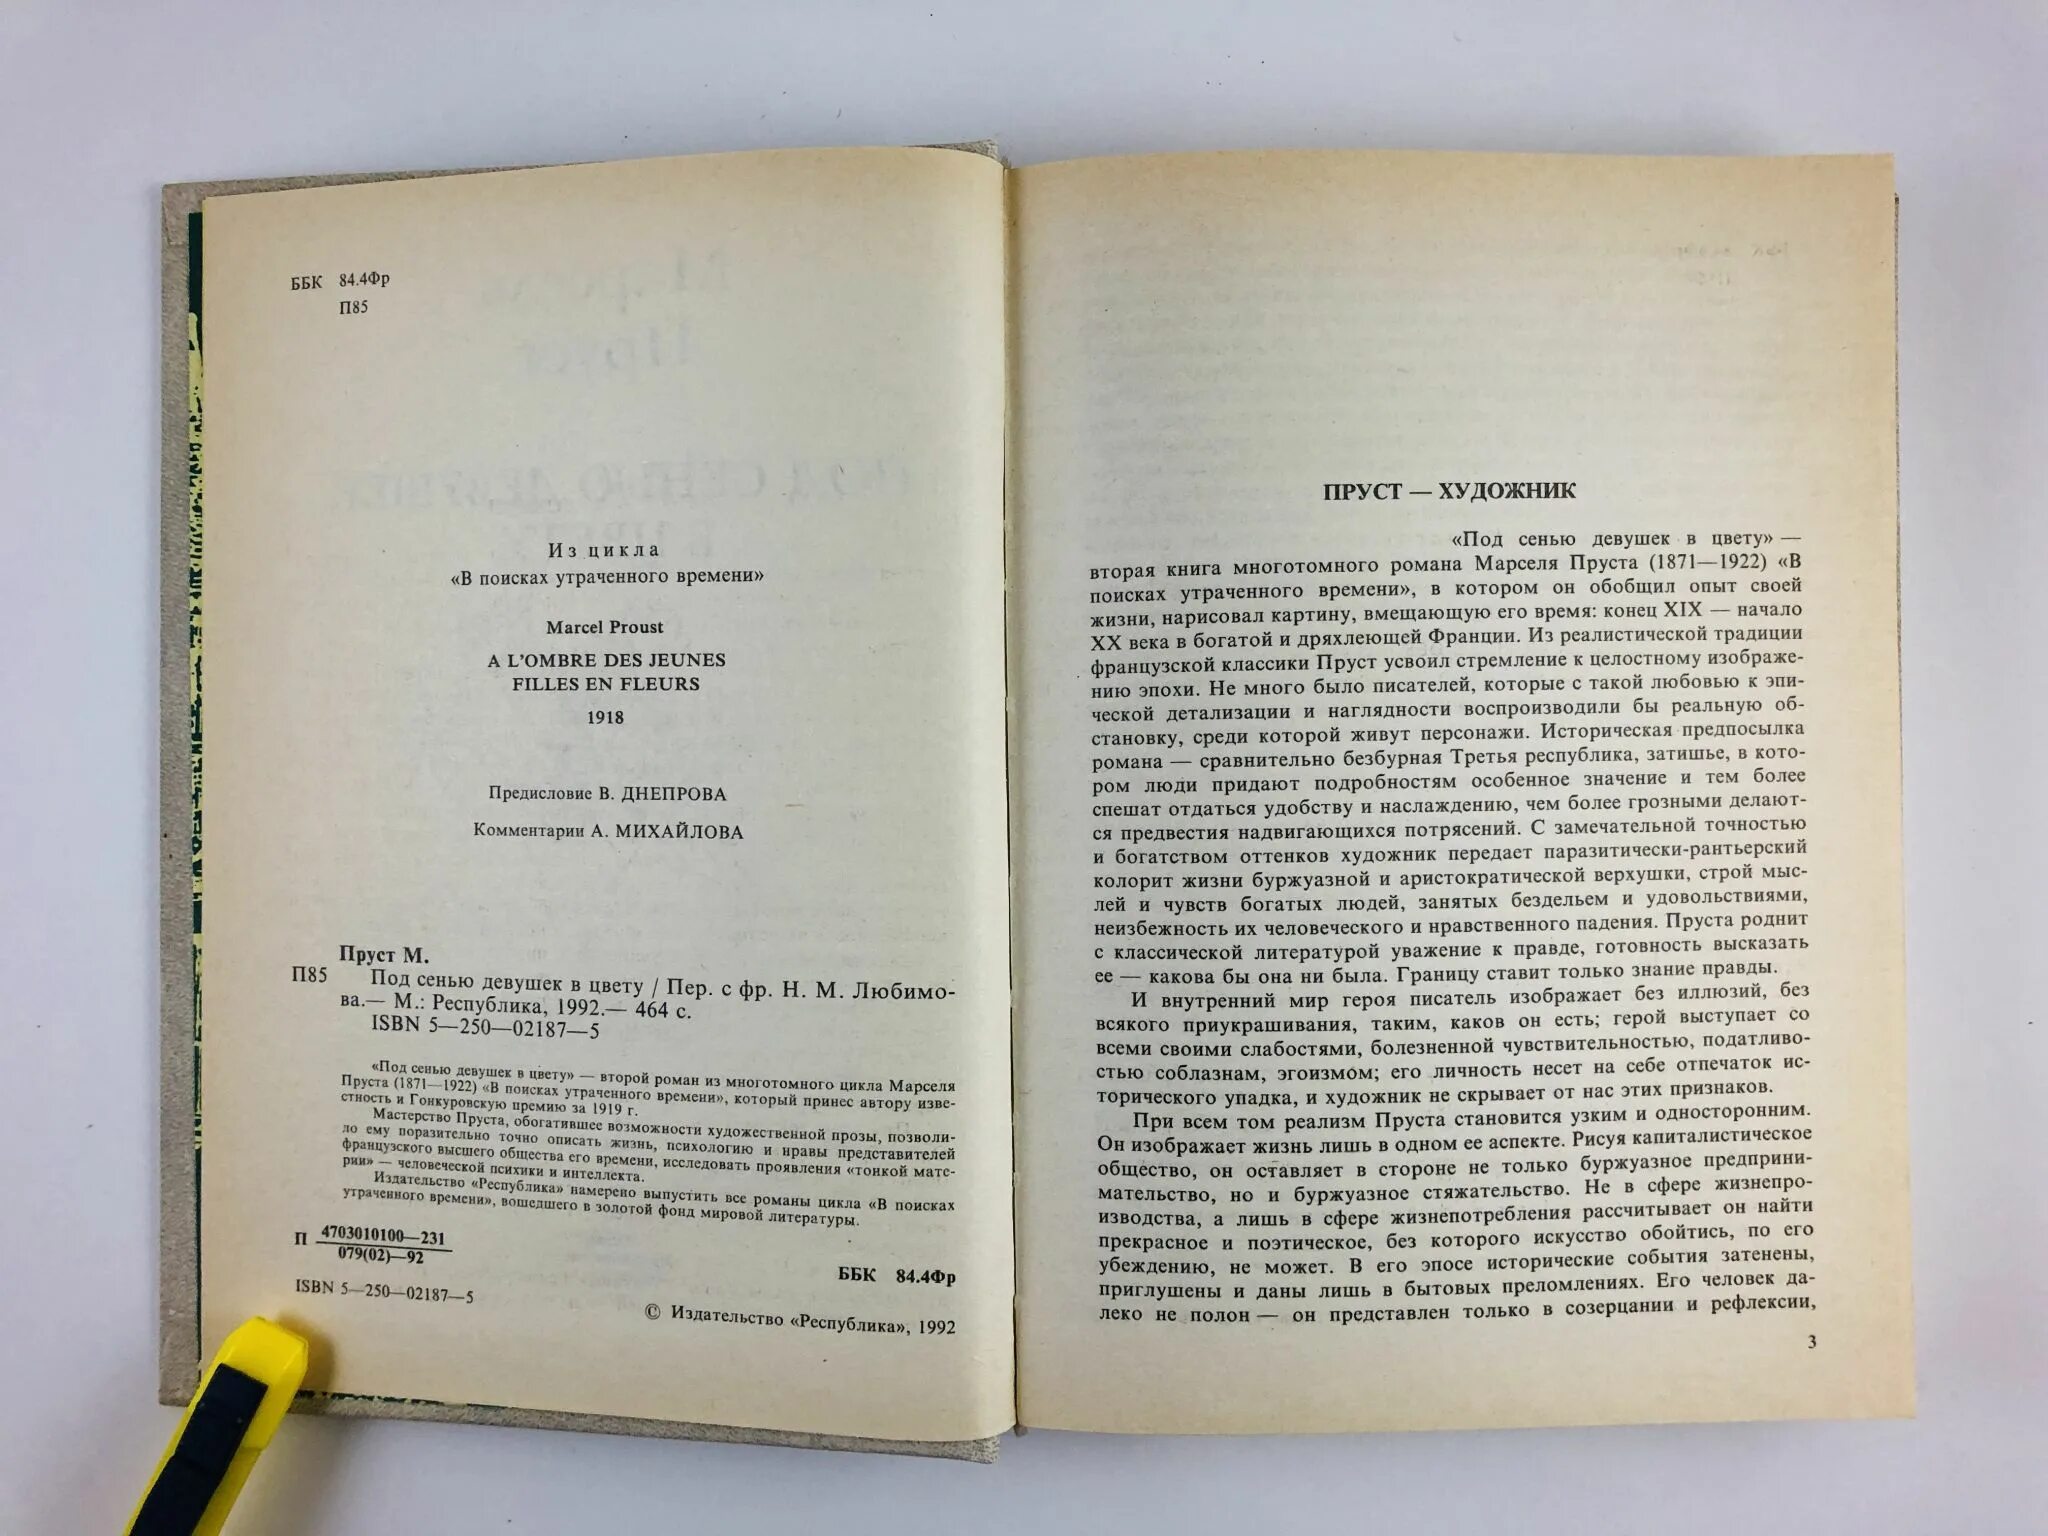 ББК 84.4Фр
П85
Из цикла
«В поисках утраченного времени»
Marcel Proust
A L'OMBRE DES JEUNES
FILLES EN FLEURS
1918
Предисловие В. ДНЕПРОВА
Комментарии А. МИХАЙЛОВА
Пруст М.
П85 Под сенью девушек в цвету / Пер. с фр. Н. М. Любимо-
ва.— М.: Республика, 1992.— 464 с.
ISBN 5—250—02187—5
«Под сенью девушек в цвету» — второй роман из многотомного цикла Марселя
Пруста (1871—1922) «В поисках утраченного времени», который принес автору изве-
стность и Гонкуровскую премию за 1919 г.
Мастерство Пруста, обогатившее возможности художественной прозы, позволи-
ло ему поразительно точно описать жизнь, психологию и нравы представителей
французского высшего общества его времени, исследовать проявления «тонкой мате-
рии» — человеческой психики и интеллекта.
Издательство «Республика» намерено выпустить все романы цикла «В поисках
утраченного времени», вошедшего в золотой фонд мировой литературы.
П 4703010100—231
079(02)—92
ББК 84.4Фр
ISBN 5—250—02187—5
© Издательство «Республика», 1992
ПРУСТ — ХУДОЖНИК
«Под сенью девушек в цвету» —
вторая книга многотомного романа Марселя Пруста (1871—1922) «В
поисках утраченного времени», в котором он обобщил опыт своей
жизни, нарисовал картину, вмещающую его время: конец XIX — начало
XX века в богатой и дряхлеющей Франции. Из реалистической традиции
французской классики Пруст усвоил стремление к целостному изображе-
нию эпохи. Не много было писателей, которые с такой любовью к эпи-
ческой детализации и наглядности воспроизводили бы реальную об-
становку, среди которой живут персонажи. Историческая предпосылка
романа — сравнительно безбурная Третья республика, затишье, в кото-
ром люди придают подробностям особенное значение и тем более
спешат отдаться удобству и наслаждению, чем более грозными делают-
ся предвестия надвигающихся потрясений. С замечательной точностью
и богатством оттенков художник передает паразитически-рантьерский
колорит жизни буржуазной и аристократической верхушки, строй мыс-
лей и чувств богатых людей, занятых бездельем и удовольствиями,
неизбежность их человеческого и нравственного падения. Пруста роднит
с классической литературой уважение к правде, готовность высказать
ее — какова бы она ни была. Границу ставит только знание правды.
И внутренний мир героя писатель изображает без иллюзий, без
всякого приукрашивания, таким, каков он есть; герой выступает со
всеми своими слабостями, болезненной чувствительностью, податливо-
стью соблазнам, эгоизмом; его личность несет на себе отпечаток ис-
торического упадка, и художник не скрывает от нас этих признаков.
При всем том реализм Пруста становится узким и односторонним.
Он изображает жизнь лишь в одном ее аспекте. Рисуя капиталистическое
общество, он оставляет в стороне не только буржуазное предприни-
мательство, но и буржуазное стяжательство. Не в сфере жизнепро-
изводства, а лишь в сфере жизнепотребления рассчитывает он найти
прекрасное и поэтическое, без которого искусство обойтись, по его
убеждению, не может. В его эпосе исторические события затенены,
приглушены и даны лишь в бытовых преломлениях. Его человек да-
леко не полон — он представлен только в созерцании и рефлексии,
3